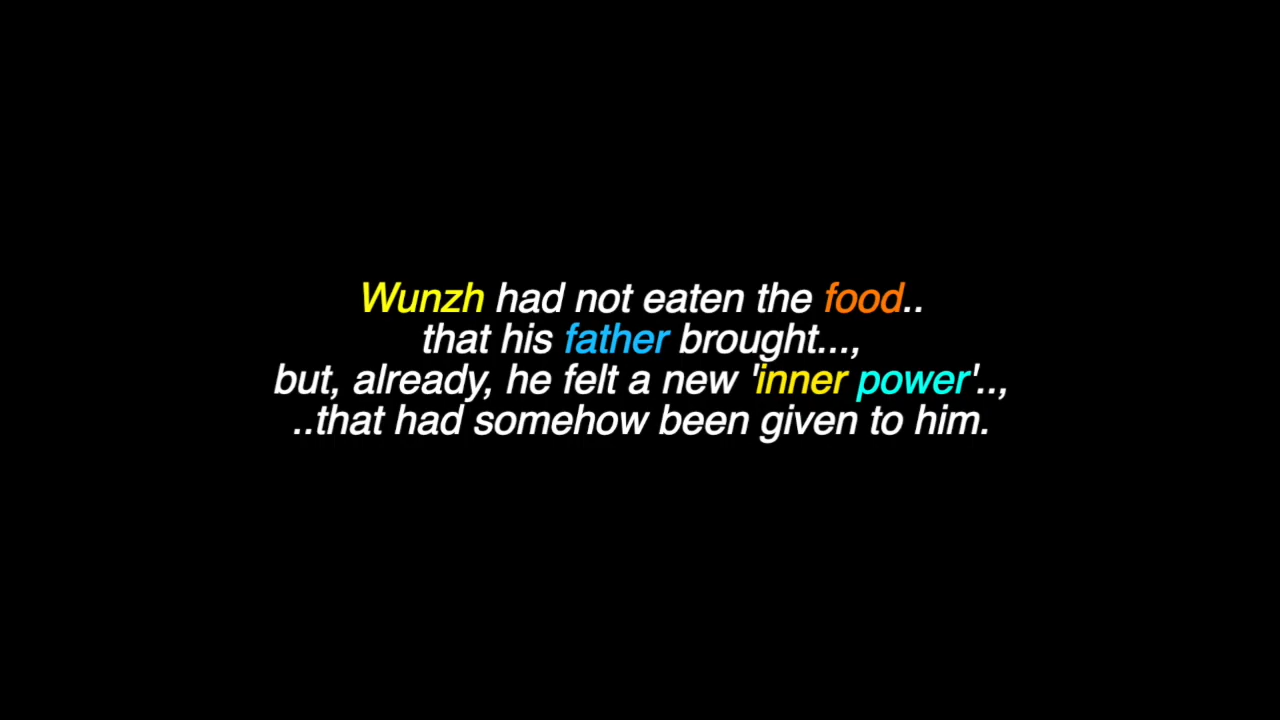 Wunzh had not eaten the food..
that his father brought...,
but, already, he felt a new 'inner power'..,
..that had somehow been given to him.